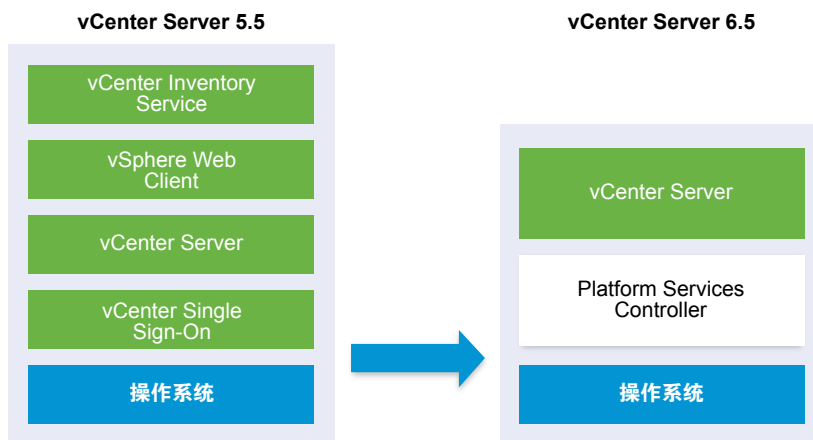 vCenter Server 5.5
vCenter Inventory
Service
vSphere Web
Client
vCenter Server
vCenter Single
Sign-On
操作系统
vCenter Server 6.5
vCenter Server
Platform Services
Controller
操作系统